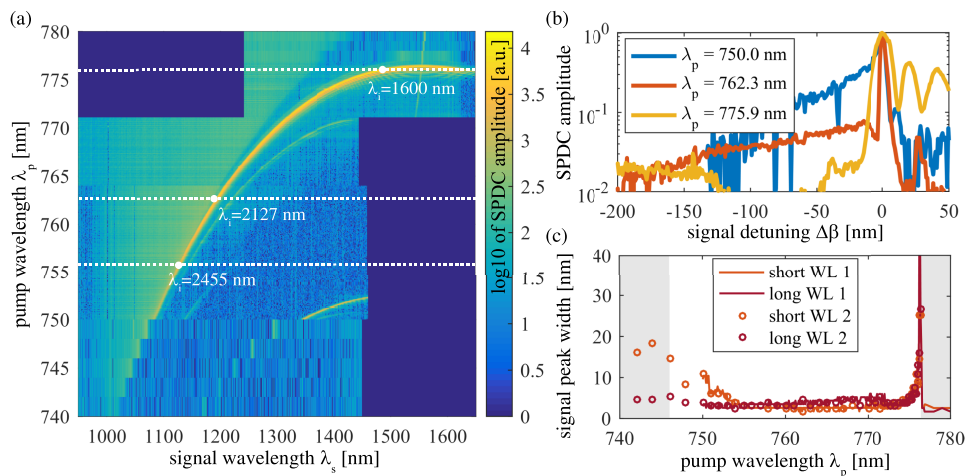 (a)
780
775
770
765
760
755
750
745
740
pump wavelength λp [nm]
λi=1600 nm
λi=2127 nm
λi=2455 nm
1000 1100 1200 1300 1400 1500 1600
signal wavelength λs [nm]
4
3.5
3
2.5
2
1.5
1
0.5
0
log10 of SPDC amplitude [a.u.]
(b)
10^0
10^-1
10^-2
SPDC amplitude
λp = 750.0 nm
λp = 762.3 nm
λp = 775.9 nm
-200 -150 -100 -50 0 50
signal detuning Δβ [nm]
(c)
40
30
20
10
0
signal peak width [nm]
short WL 1
long WL 1
short WL 2
long WL 2
740 750 760 770 780
pump wavelength λp [nm]